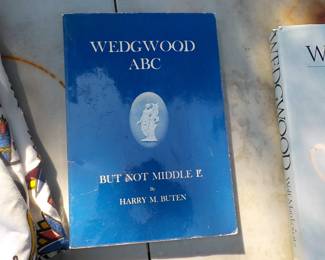 WEDGWOOD
ABC
BUT NOT MIDDLE E
By
HARRY M. BUTEN
WEDGWOOD
W